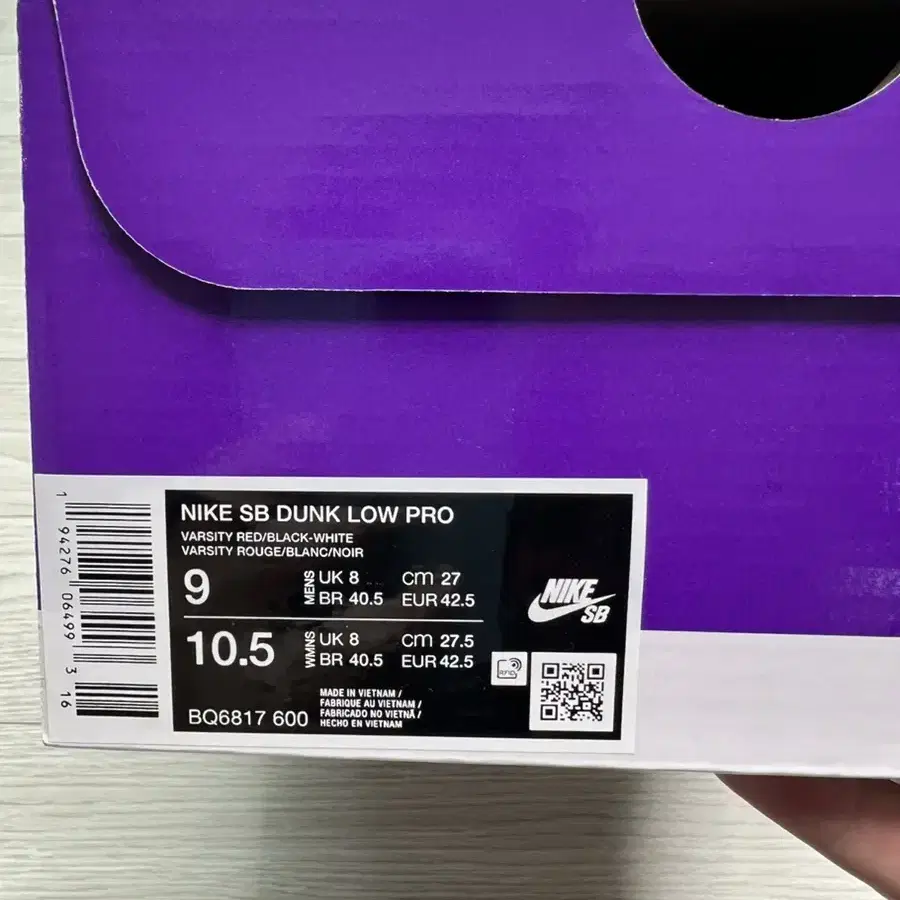 NIKE SB DUNK LOW PRO
VARSITY RED/BLACK-WHITE
VARSITY ROUGE/BLANC/NOIR
9 MENS UK 8 cm 27
BR 40.5 EUR 42.5
10.5 WMNS UK 8 cm 27.5
BR 40.5 EUR 42.5
BQ6817 600
MADE IN VIETNAM /
FABRIQUE AU VIETNAM /
FABRICADO NO VIETNÃ /
HECHO EN VIETNAM
NIKE
SB
RFID
1 94276 06499 3 16